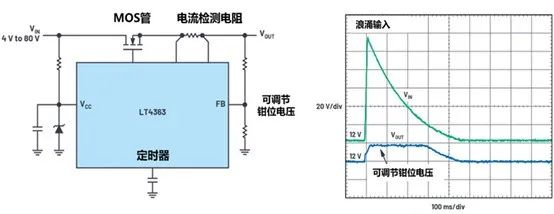 MOS管
电流检测电阻
VIN
4 V to 80 V
VOUT
VCC
LT4363
FB
可调节
钳位电压
定时器
浪涌输入
VIN
20 V/div
12 V
VOUT
12 V
可调节钳位电压
100 ms/div